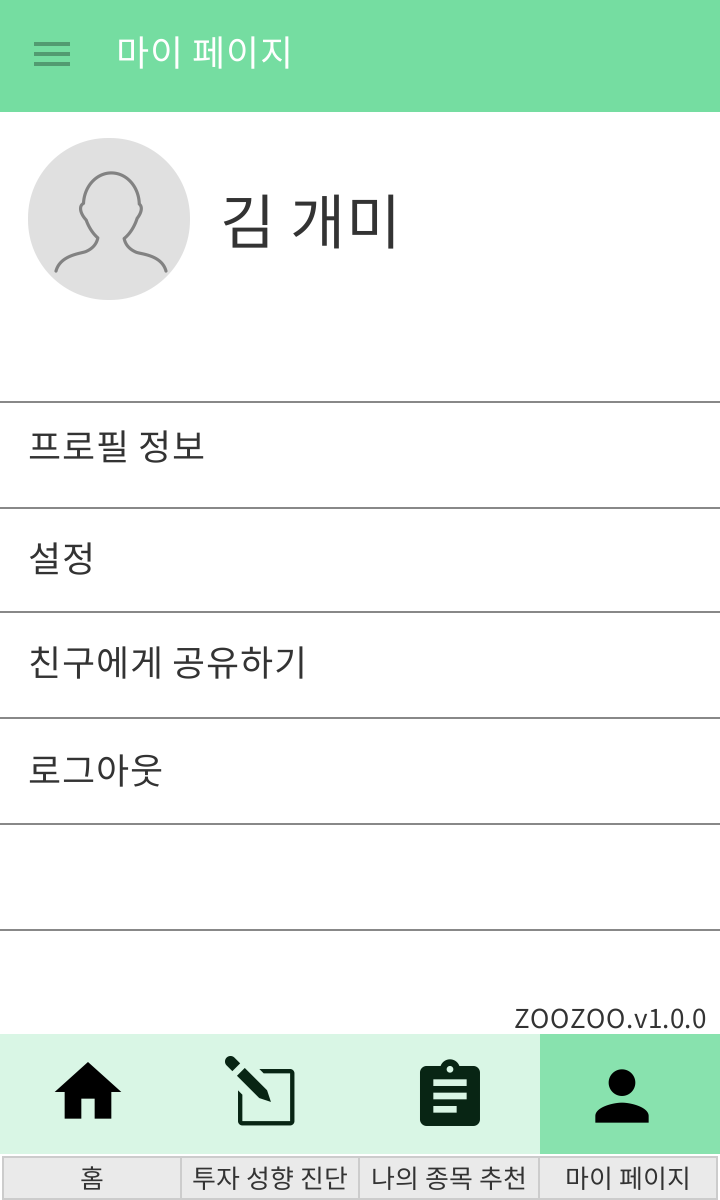 마이 페이지
김 개미
프로필 정보
설정
친구에게 공유하기
로그아웃
ZOOZOO.v1.0.0
홈
투자 성향 진단
나의 종목 추천
마이 페이지